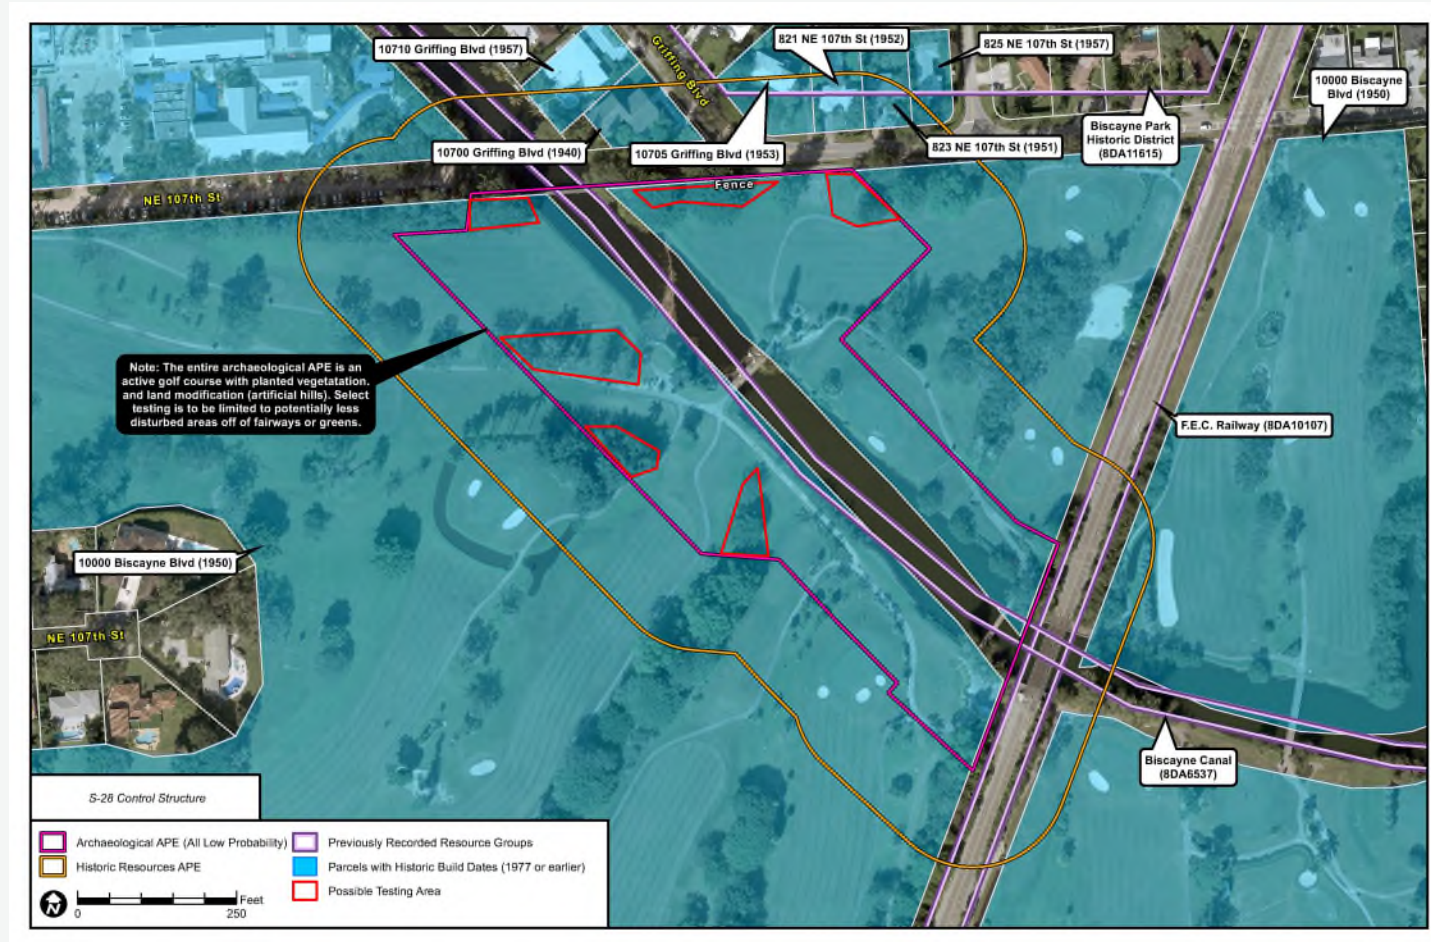 10710 Griffing Blvd (1957)
Griffing Blvd
821 NE 107th St (1952)
825 NE 107th St (1957)
10000 Biscayne
Blvd (1950)
10700 Griffing Blvd (1940)
10705 Griffing Blvd (1953)
823 NE 107th St (1951)
Biscayne Park
Historic District
(8DA11615)
NE 107th St
Fence
Note: The entire archaeological APE is an
active golf course with planted vegetatation.
and land modification (artificial hills). Select
testing is to be limited to potentially less
disturbed areas off of fairways or greens.
F.E.C. Railway (8DA10107)
10000 Biscayne Blvd (1950)
NE 107th St
Biscayne Canal
(8DA6537)
S-28 Control Structure
Archaeological APE (All Low Probability)
Historic Resources APE
Previously Recorded Resource Groups
Parcels with Historic Build Dates (1977 or earlier)
Possible Testing Area
N
Feet
0
250